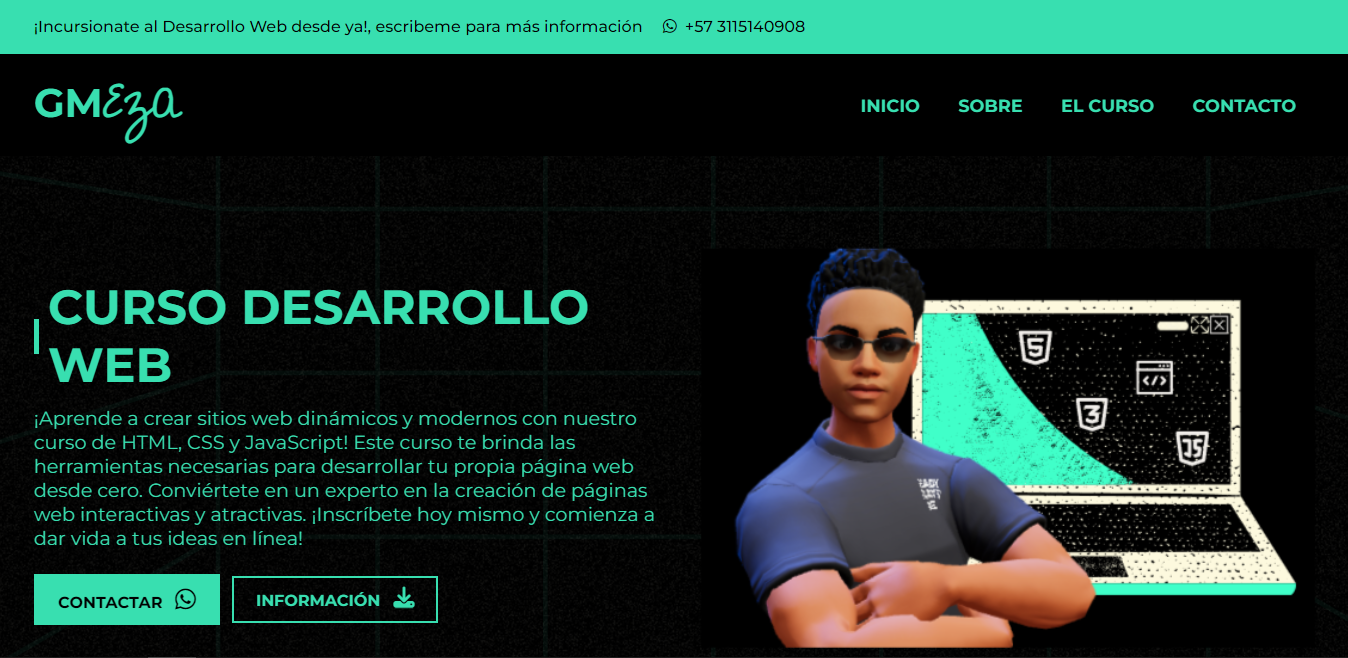 ¡Incursionate al Desarrollo Web desde ya!, escribeme para más información +57 3115140908
GMEza
INICIO SOBRE EL CURSO CONTACTO
CURSO DESARROLLO
WEB
¡Aprende a crear sitios web dinámicos y modernos con nuestro
curso de HTML, CSS y JavaScript! Este curso te brinda las
herramientas necesarias para desarrollar tu propia página web
desde cero. Conviértete en un experto en la creación de páginas
web interactivas y atractivas. ¡Inscríbete hoy mismo y comienza a
dar vida a tus ideas en línea!
CONTACTAR INFORMACIÓN
5
</>
3
JS